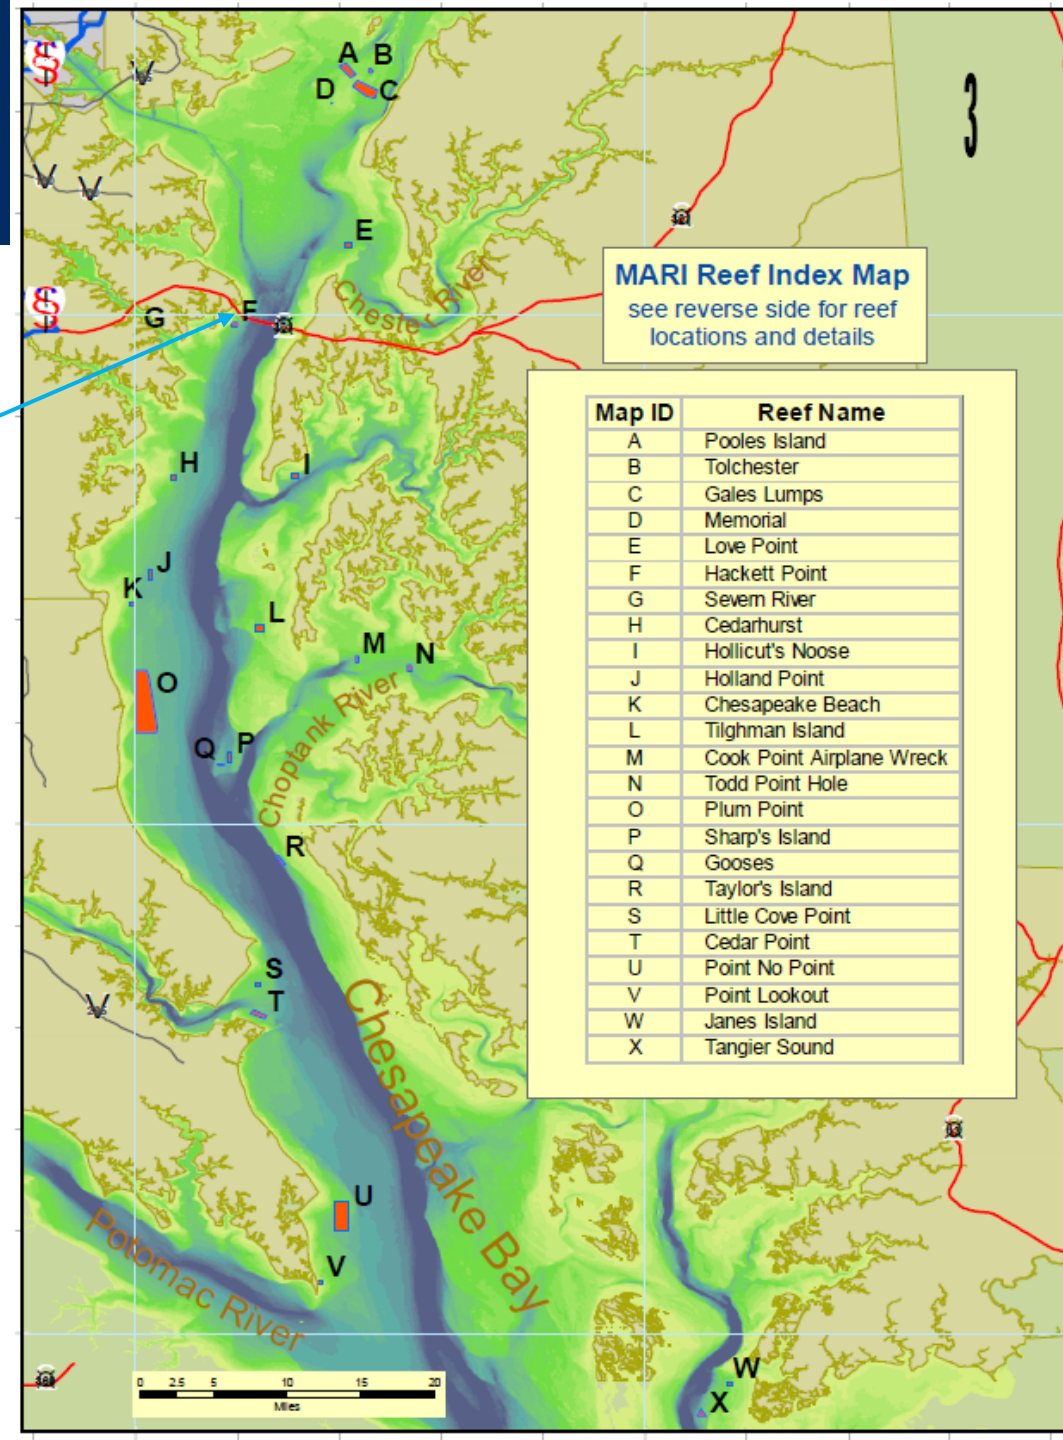 A
B
D
C
3
E
MARI Reef Index Map
see reverse side for reef
locations and details
Chester River
F
G
Map ID Reef Name
A Pooles Island
B Tolchester
C Gales Lumps
D Memorial
E Love Point
F Hackett Point
G Severn River
H Cedarhurst
I Hollicut's Noose
J Holland Point
K Chesapeake Beach
L Tilghman Island
M Cook Point Airplane Wreck
N Todd Point Hole
O Plum Point
P Sharp's Island
Q Gooses
R Taylor's Island
S Little Cove Point
T Cedar Point
U Point No Point
V Point Lookout
W Janes Island
X Tangier Sound
H
I
J
K
L
M
N
O
Choptank River
Q
P
R
S
T
Chesapeake Bay
13
U
Potomac River
V
W
X
0 2.5 5 10 15 20
Miles